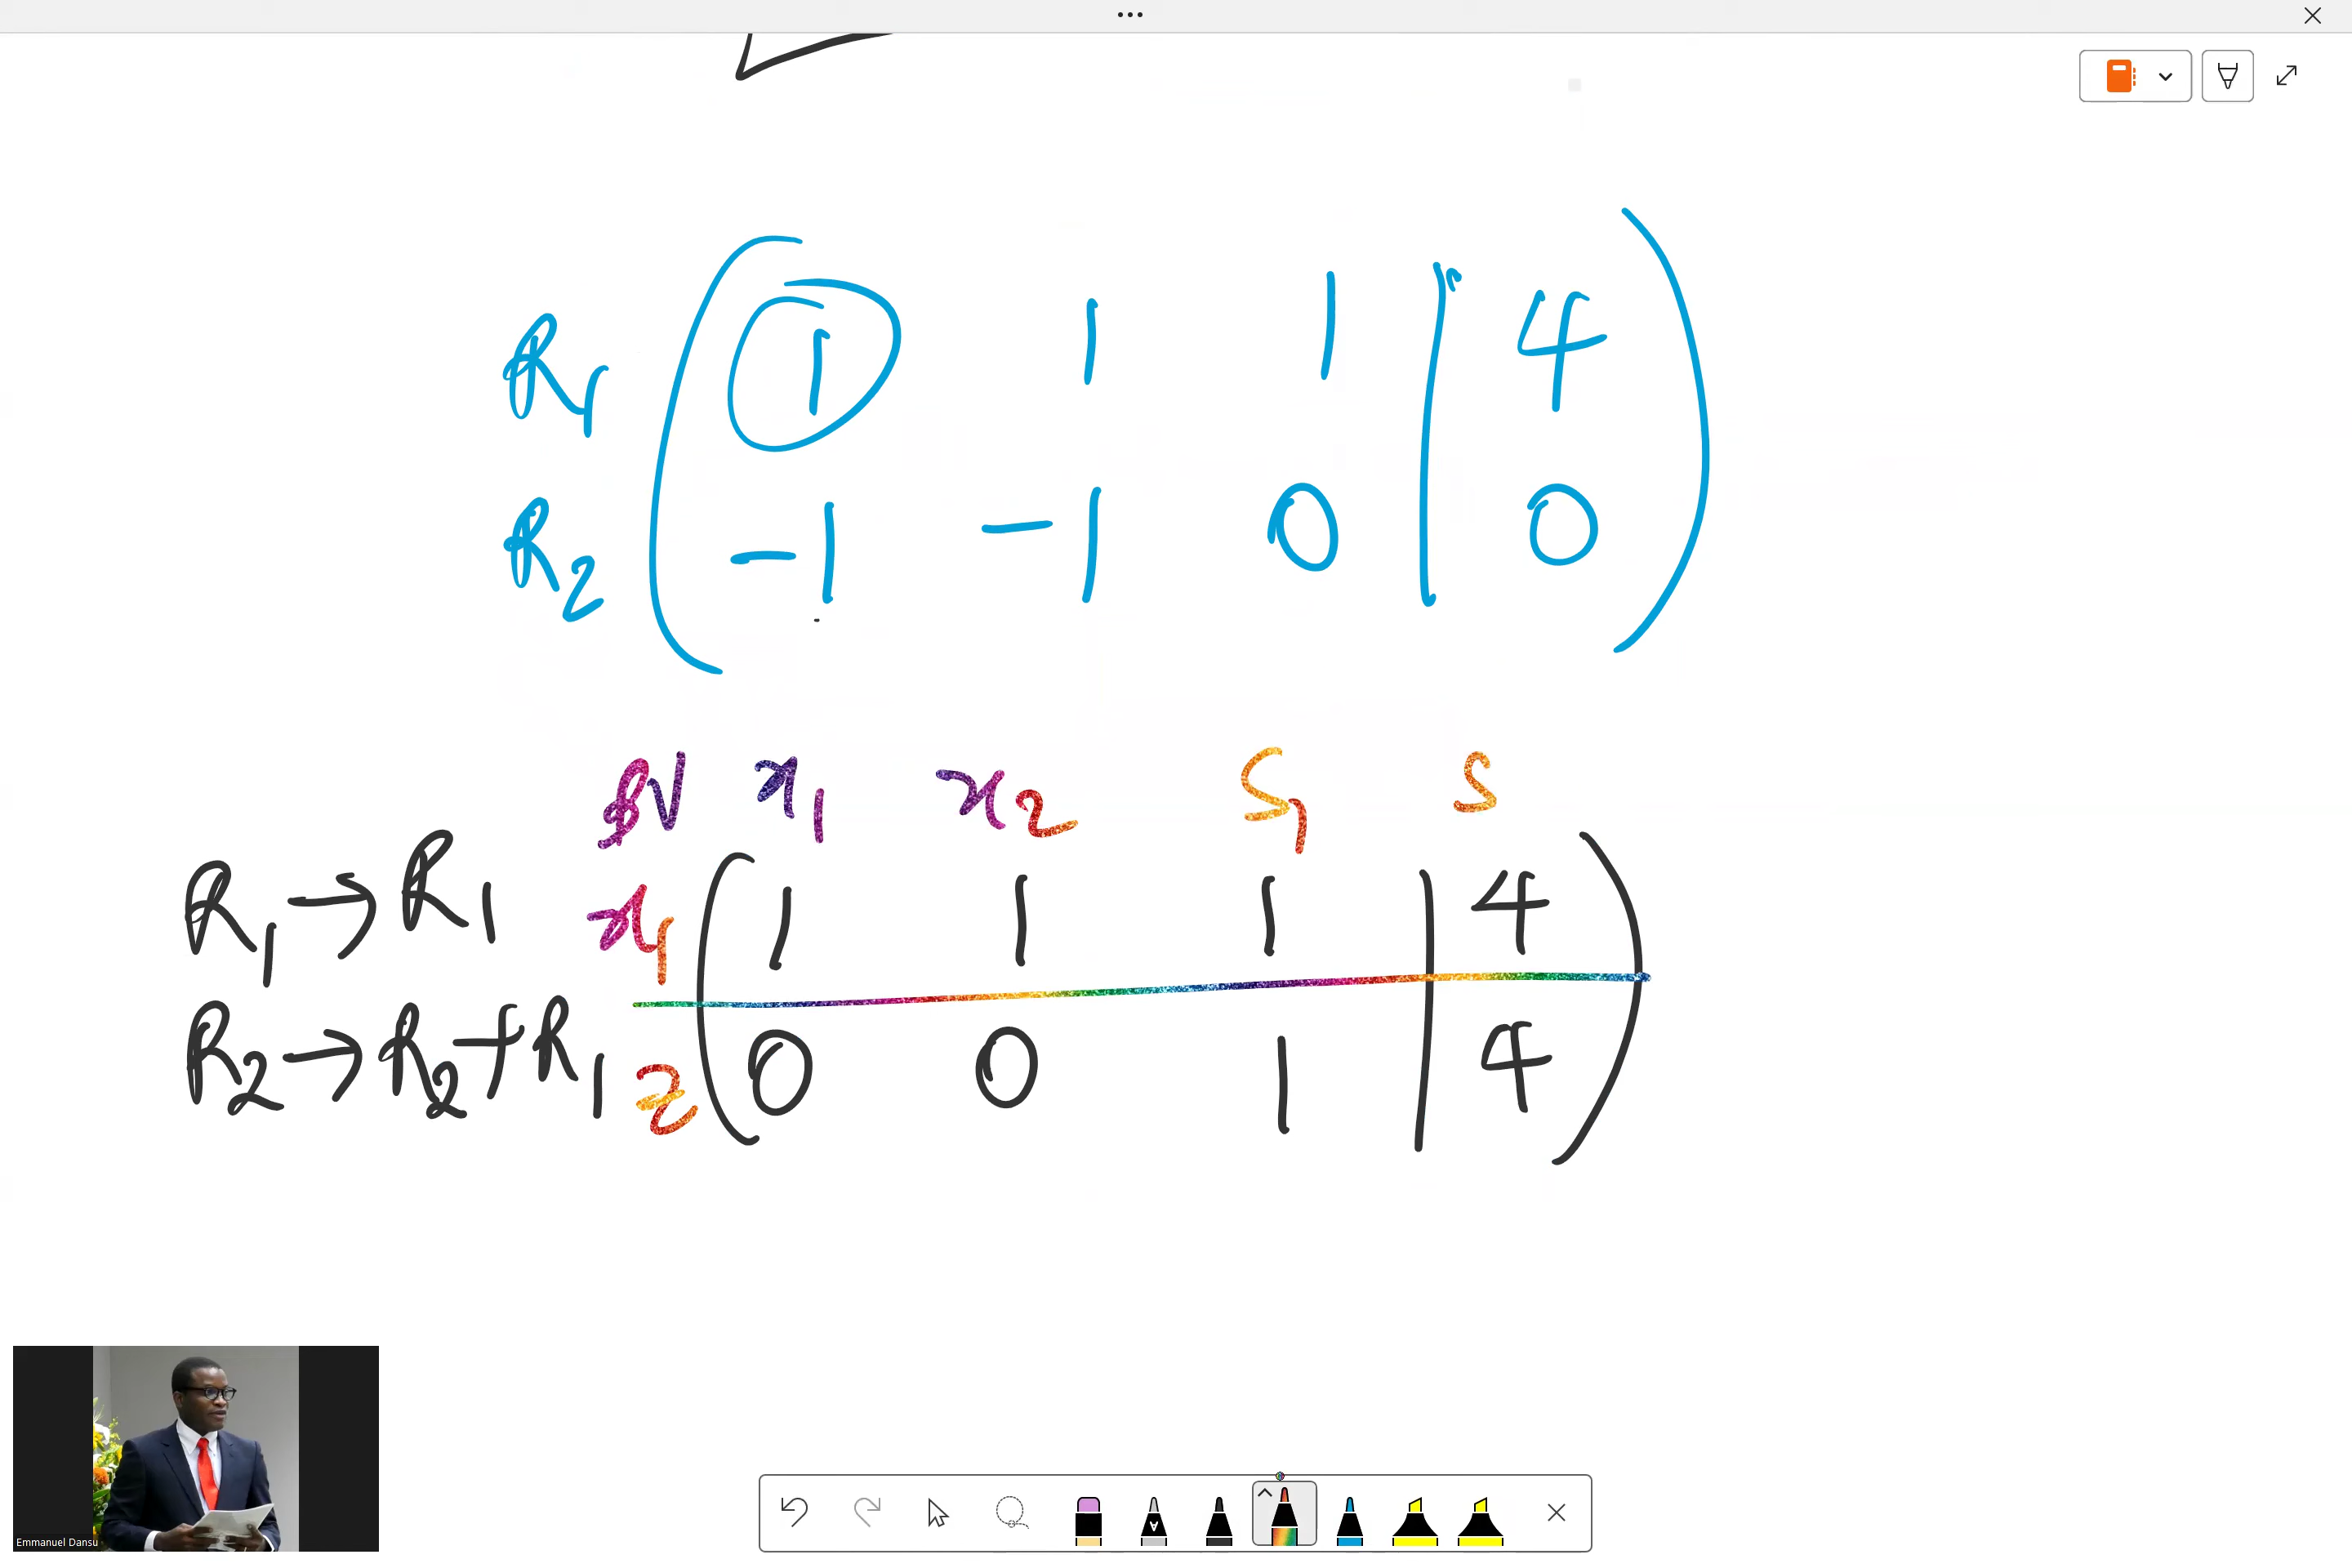 R1 1 1 1 | 4
R2 -1 -1 0 | 0
BV x1 x2 S1 S
R1 → R1 x1 1 1 1 | 4
R2 → R2 + R1 z 0 0 1 | 4
Emmanuel Dansu